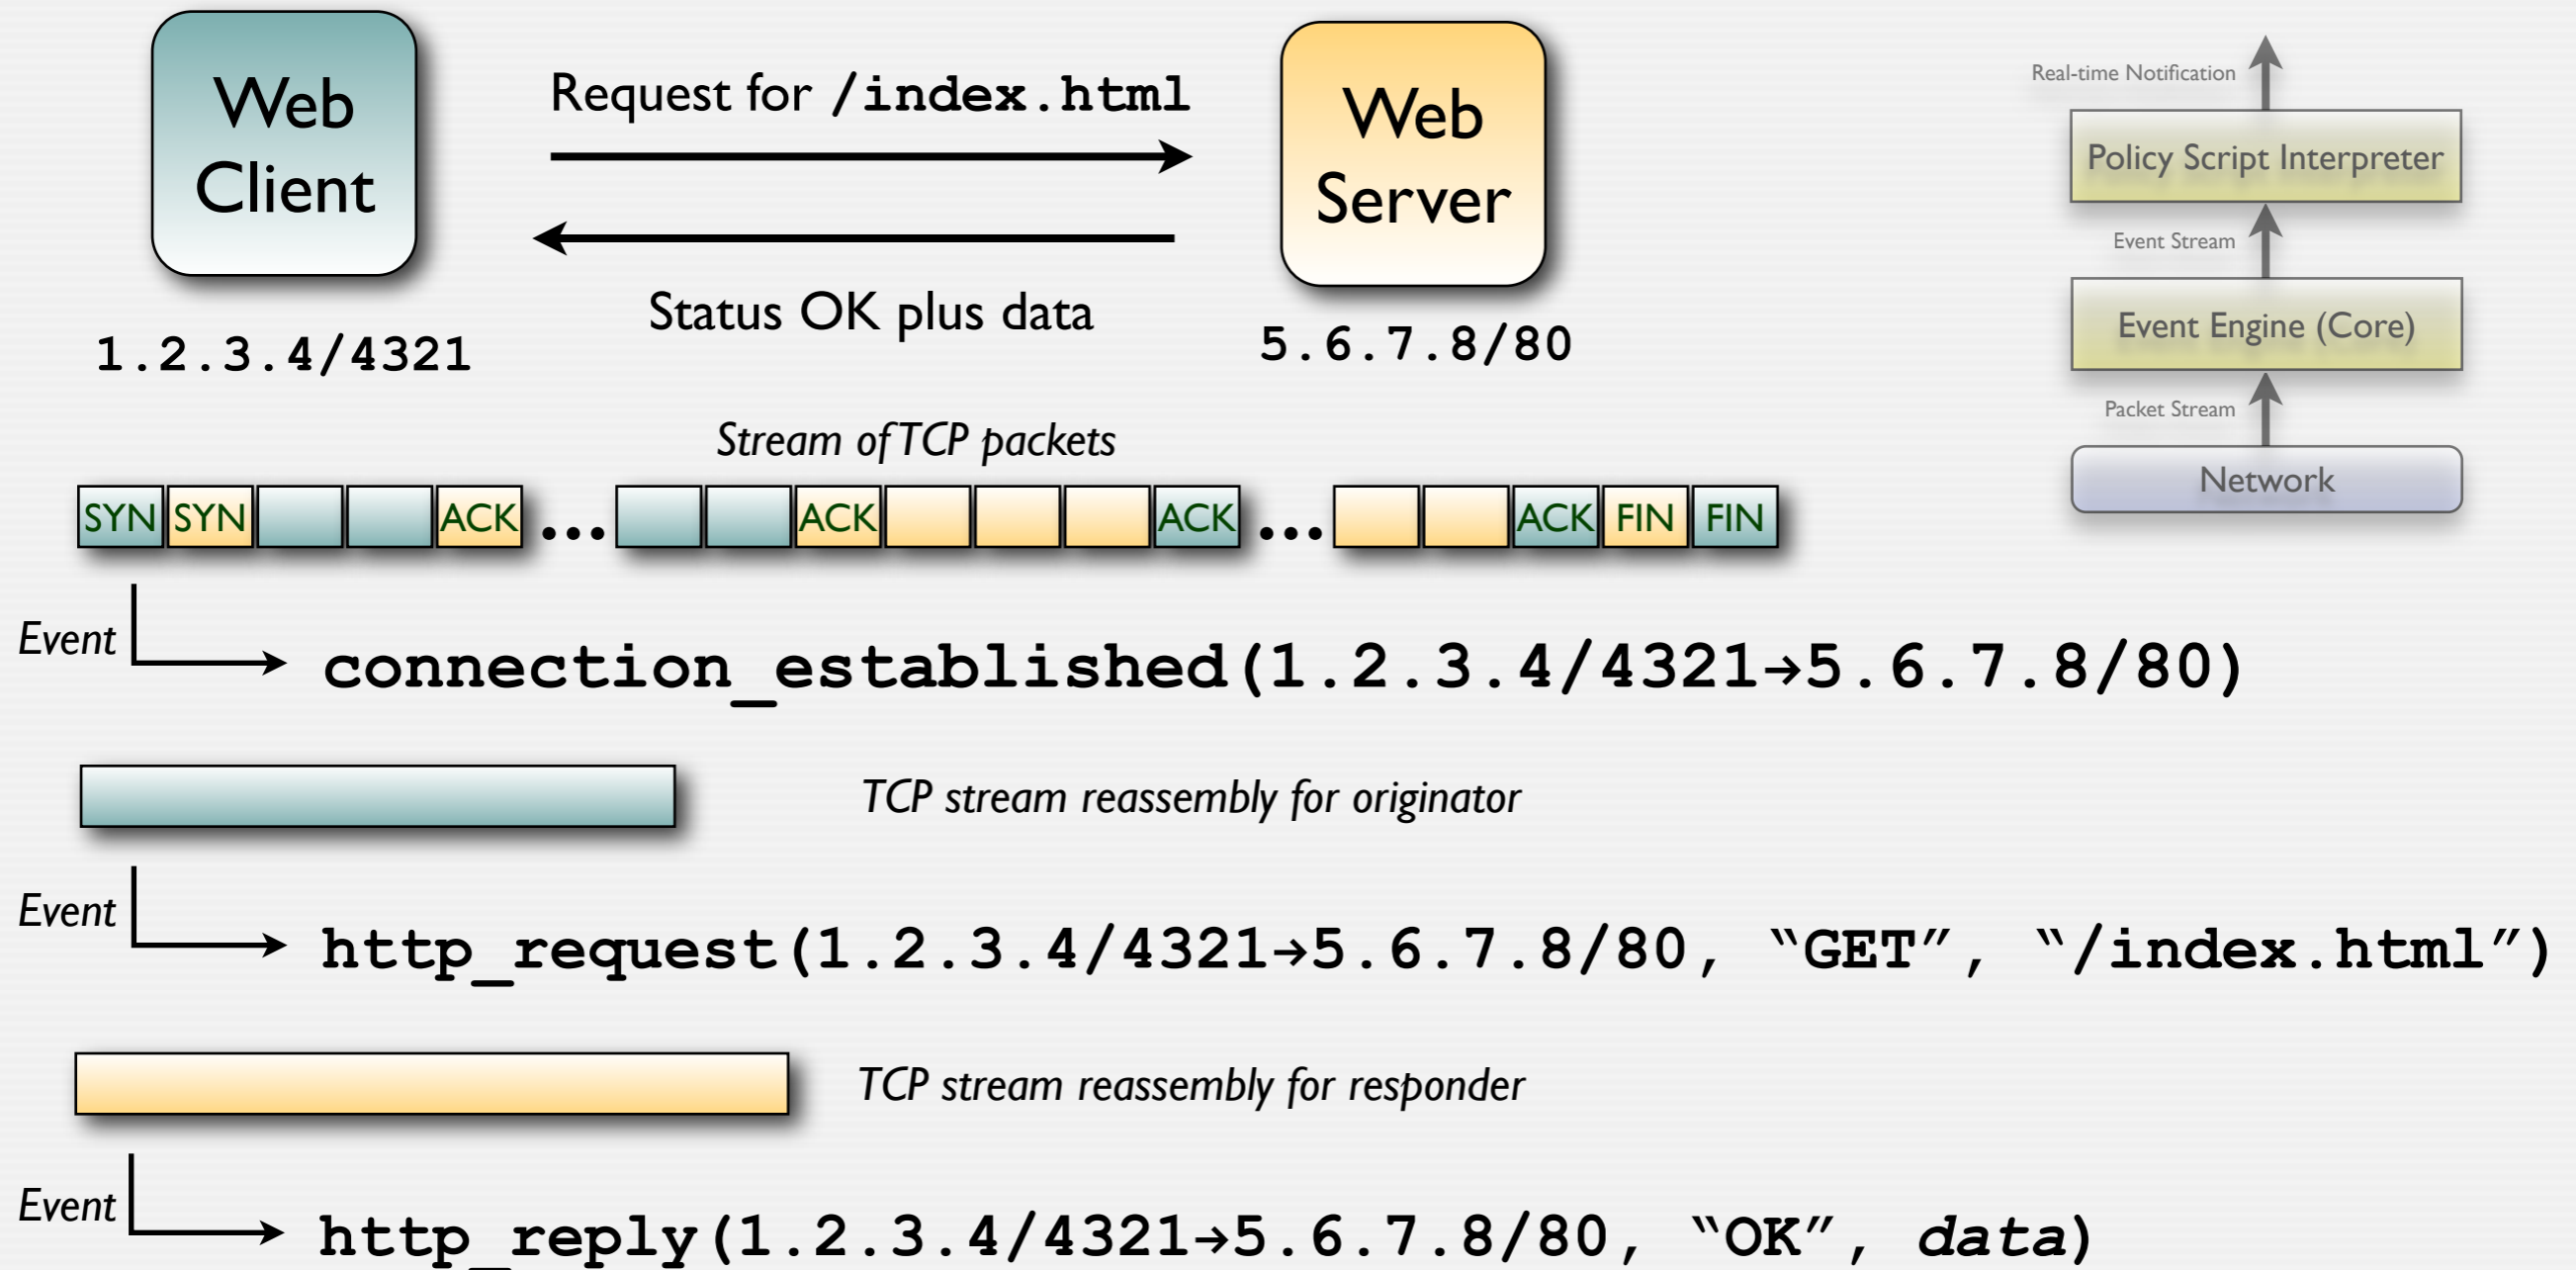 Web
Client
Request for /index.html
Status OK plus data
Web
Server
1.2.3.4/4321
5.6.7.8/80
Real-time Notification
Policy Script Interpreter
Event Stream
Event Engine (Core)
Packet Stream
Network
Stream of TCP packets
SYN SYN ACK ... ACK ACK ... ACK FIN FIN
Event
connection_established(1.2.3.4/4321→5.6.7.8/80)
TCP stream reassembly for originator
Event
http_request(1.2.3.4/4321→5.6.7.8/80, “GET”, “/index.html”)
TCP stream reassembly for responder
Event
http_reply(1.2.3.4/4321→5.6.7.8/80, “OK”, data)